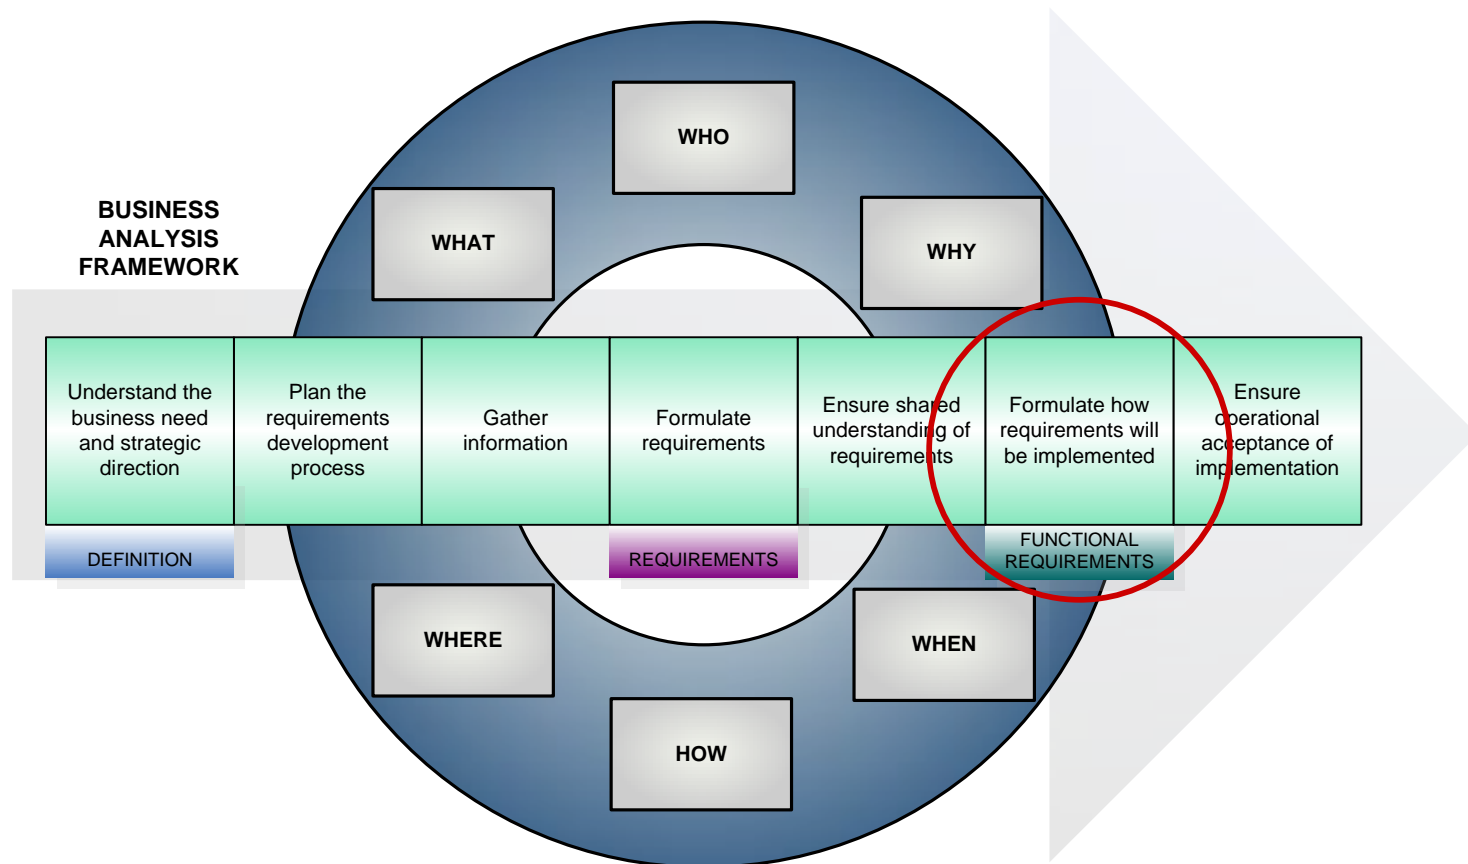 WHO
WHAT
WHY
BUSINESS
ANALYSIS
FRAMEWORK
Understand the
business need
and strategic
direction
Plan the
requirements
development
process
Gather
information
Formulate
requirements
Ensure shared
understanding of
requirements
Formulate how
requirements will
be implemented
Ensure
operational
acceptance of
implementation
DEFINITION
REQUIREMENTS
FUNCTIONAL
REQUIREMENTS
WHERE
WHEN
HOW